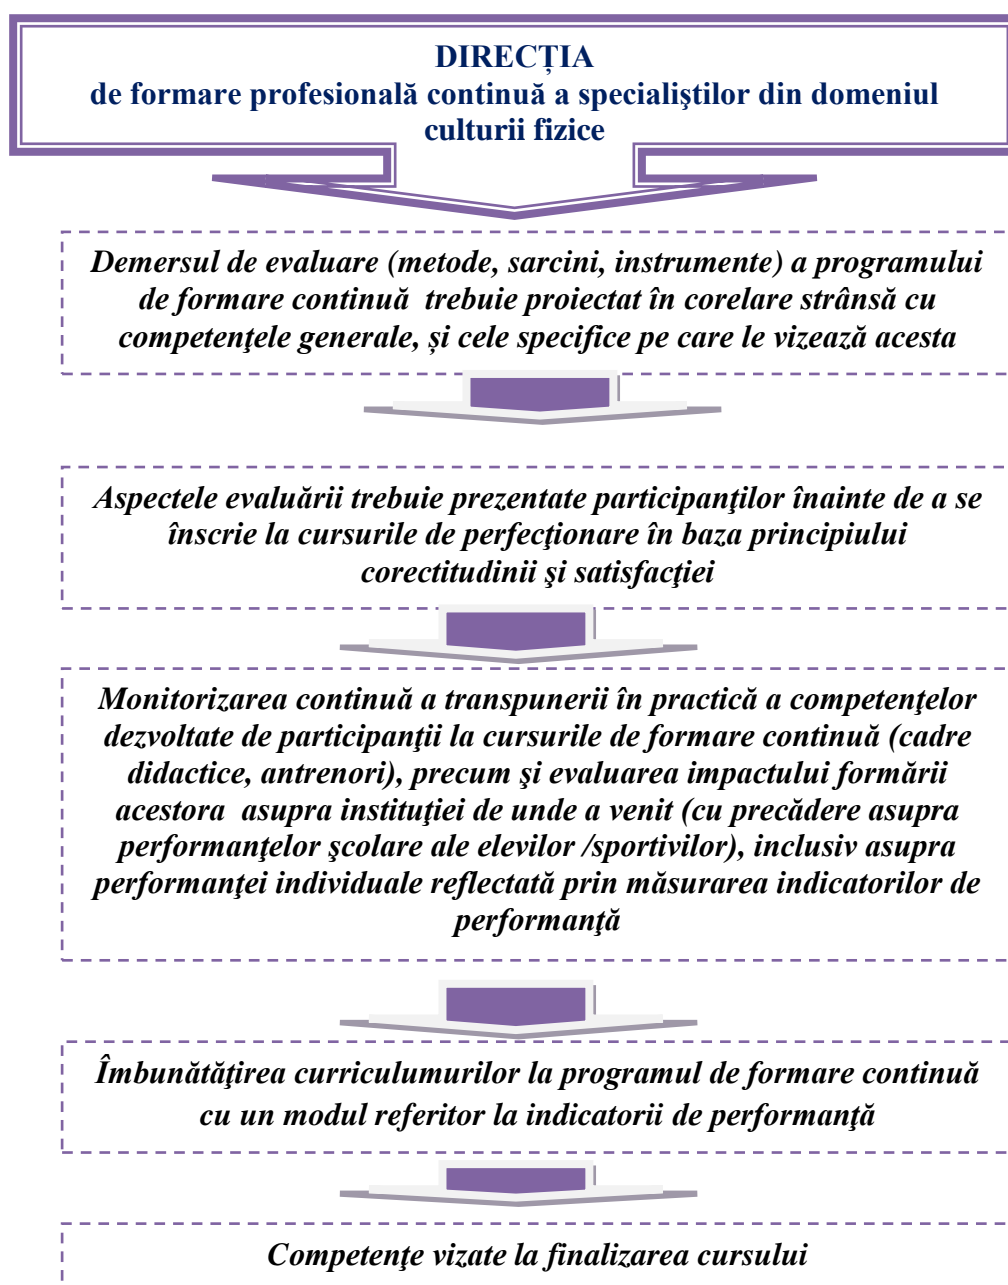 DIRECȚIA
de formare profesională continuă a specialiştilor din domeniul
culturii fizice
Demersul de evaluare (metode, sarcini, instrumente) a programului
de formare continuă trebuie proiectat în corelare strânsă cu
competenţele generale, și cele specifice pe care le vizează acesta
Aspectele evaluării trebuie prezentate participanţilor înainte de a se
înscrie la cursurile de perfecţionare în baza principiului
corectitudinii şi satisfacţiei
Monitorizarea continuă a transpunerii în practică a competenţelor
dezvoltate de participanţii la cursurile de formare continuă (cadre
didactice, antrenori), precum şi evaluarea impactului formării
acestora asupra instituţiei de unde a venit (cu precădere asupra
performanţelor şcolare ale elevilor /sportivilor), inclusiv asupra
performanţei individuale reflectată prin măsurarea indicatorilor de
performanţă
Îmbunătăţirea curriculumurilor la programul de formare continuă
cu un modul referitor la indicatorii de performanţă
Competenţe vizate la finalizarea cursului